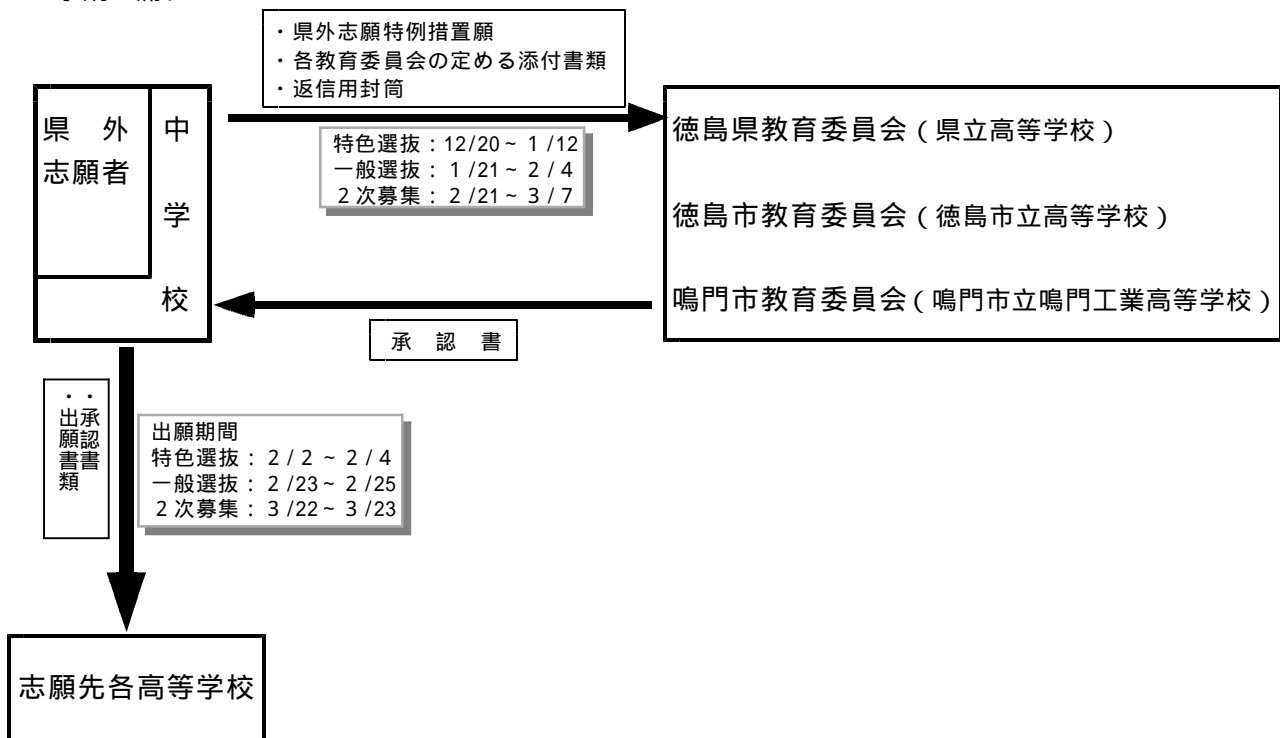 ・県外志願特例措置願
・各教育委員会の定める添付書類
・返信用封筒
県　外
志願者
中学校
特色選抜：12/20～ 1 /12
一般選抜： 1 /21～ 2 / 4
２次募集： 2 /21～ 3 / 7
徳島県教育委員会（県立高等学校）
徳島市教育委員会（徳島市立高等学校）
鳴門市教育委員会（鳴門市立鳴門工業高等学校）
承　認　書
・承認書
・出願書類
出願期間
特色選抜： 2 / 2 ～ 2 / 4
一般選抜： 2 /23～ 2 /25
２次募集： 3 /22～ 3 /23
志願先各高等学校